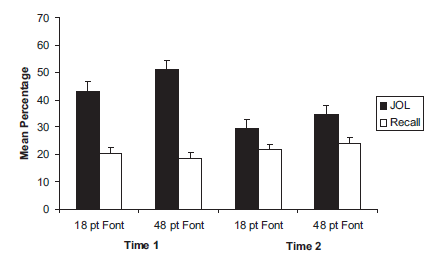 Mean Percentage
70
60
50
40
30
20
10
0
18 pt Font 48 pt Font 18 pt Font 48 pt Font
Time 1 Time 2
JOL
Recall